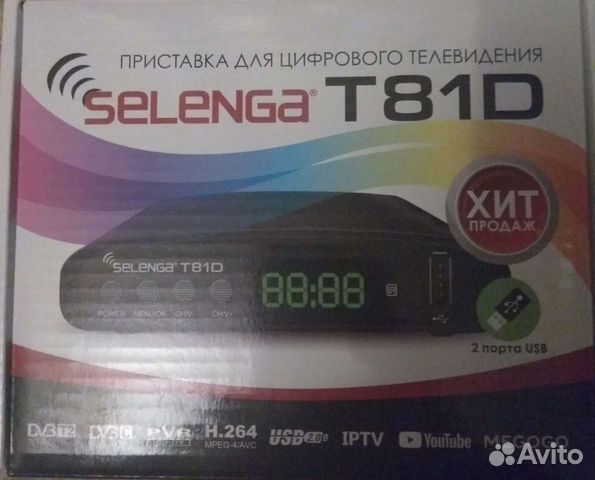 ПРИСТАВКА ДЛЯ ЦИФРОВОГО ТЕЛЕВИДЕНИЯ
SELENGA® T81D
ХИТ
ПРОДАЖ
SELENGA® T81D
88:88
POWER MENU/OK CH/V- CH/V+
2 порта USB
DVB T2 DVB C PVR H.264 USB 2.0 IPTV YouTube MEGOGO
MPEG-4/AVC
Avito